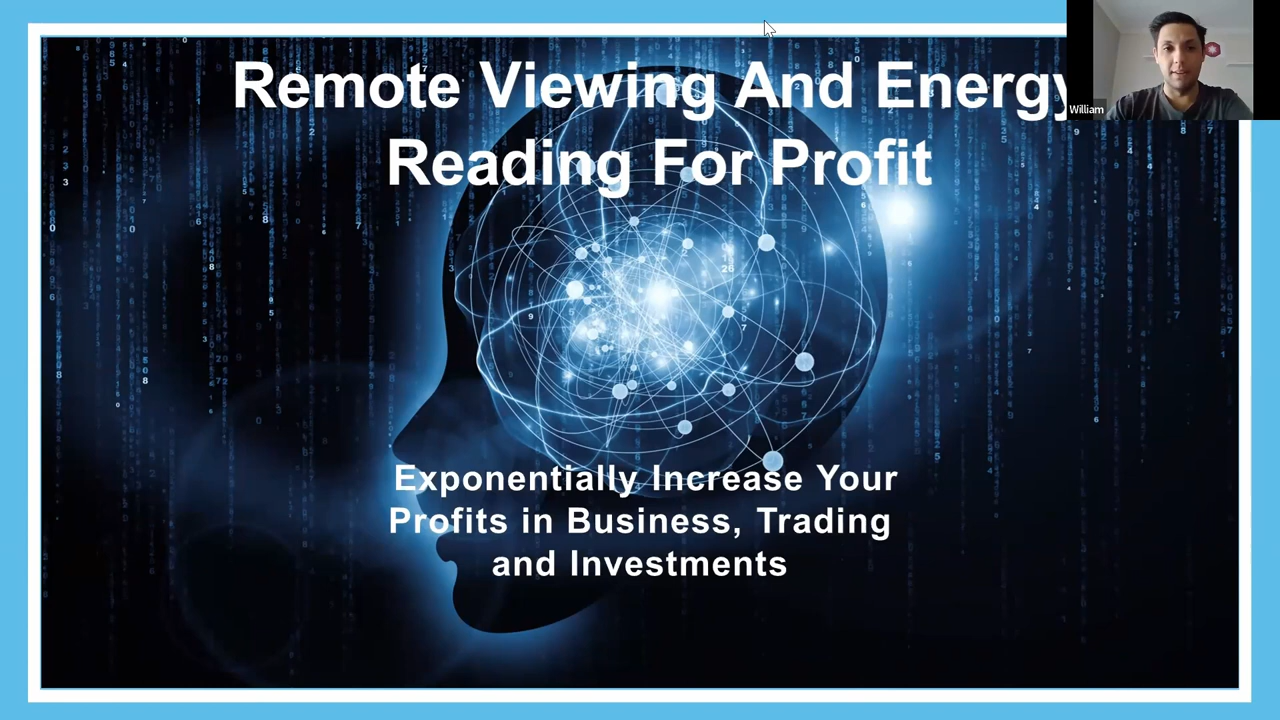 Remote Viewing And Energy
Reading For Profit
William
Exponentially Increase Your
Profits in Business, Trading
and Investments